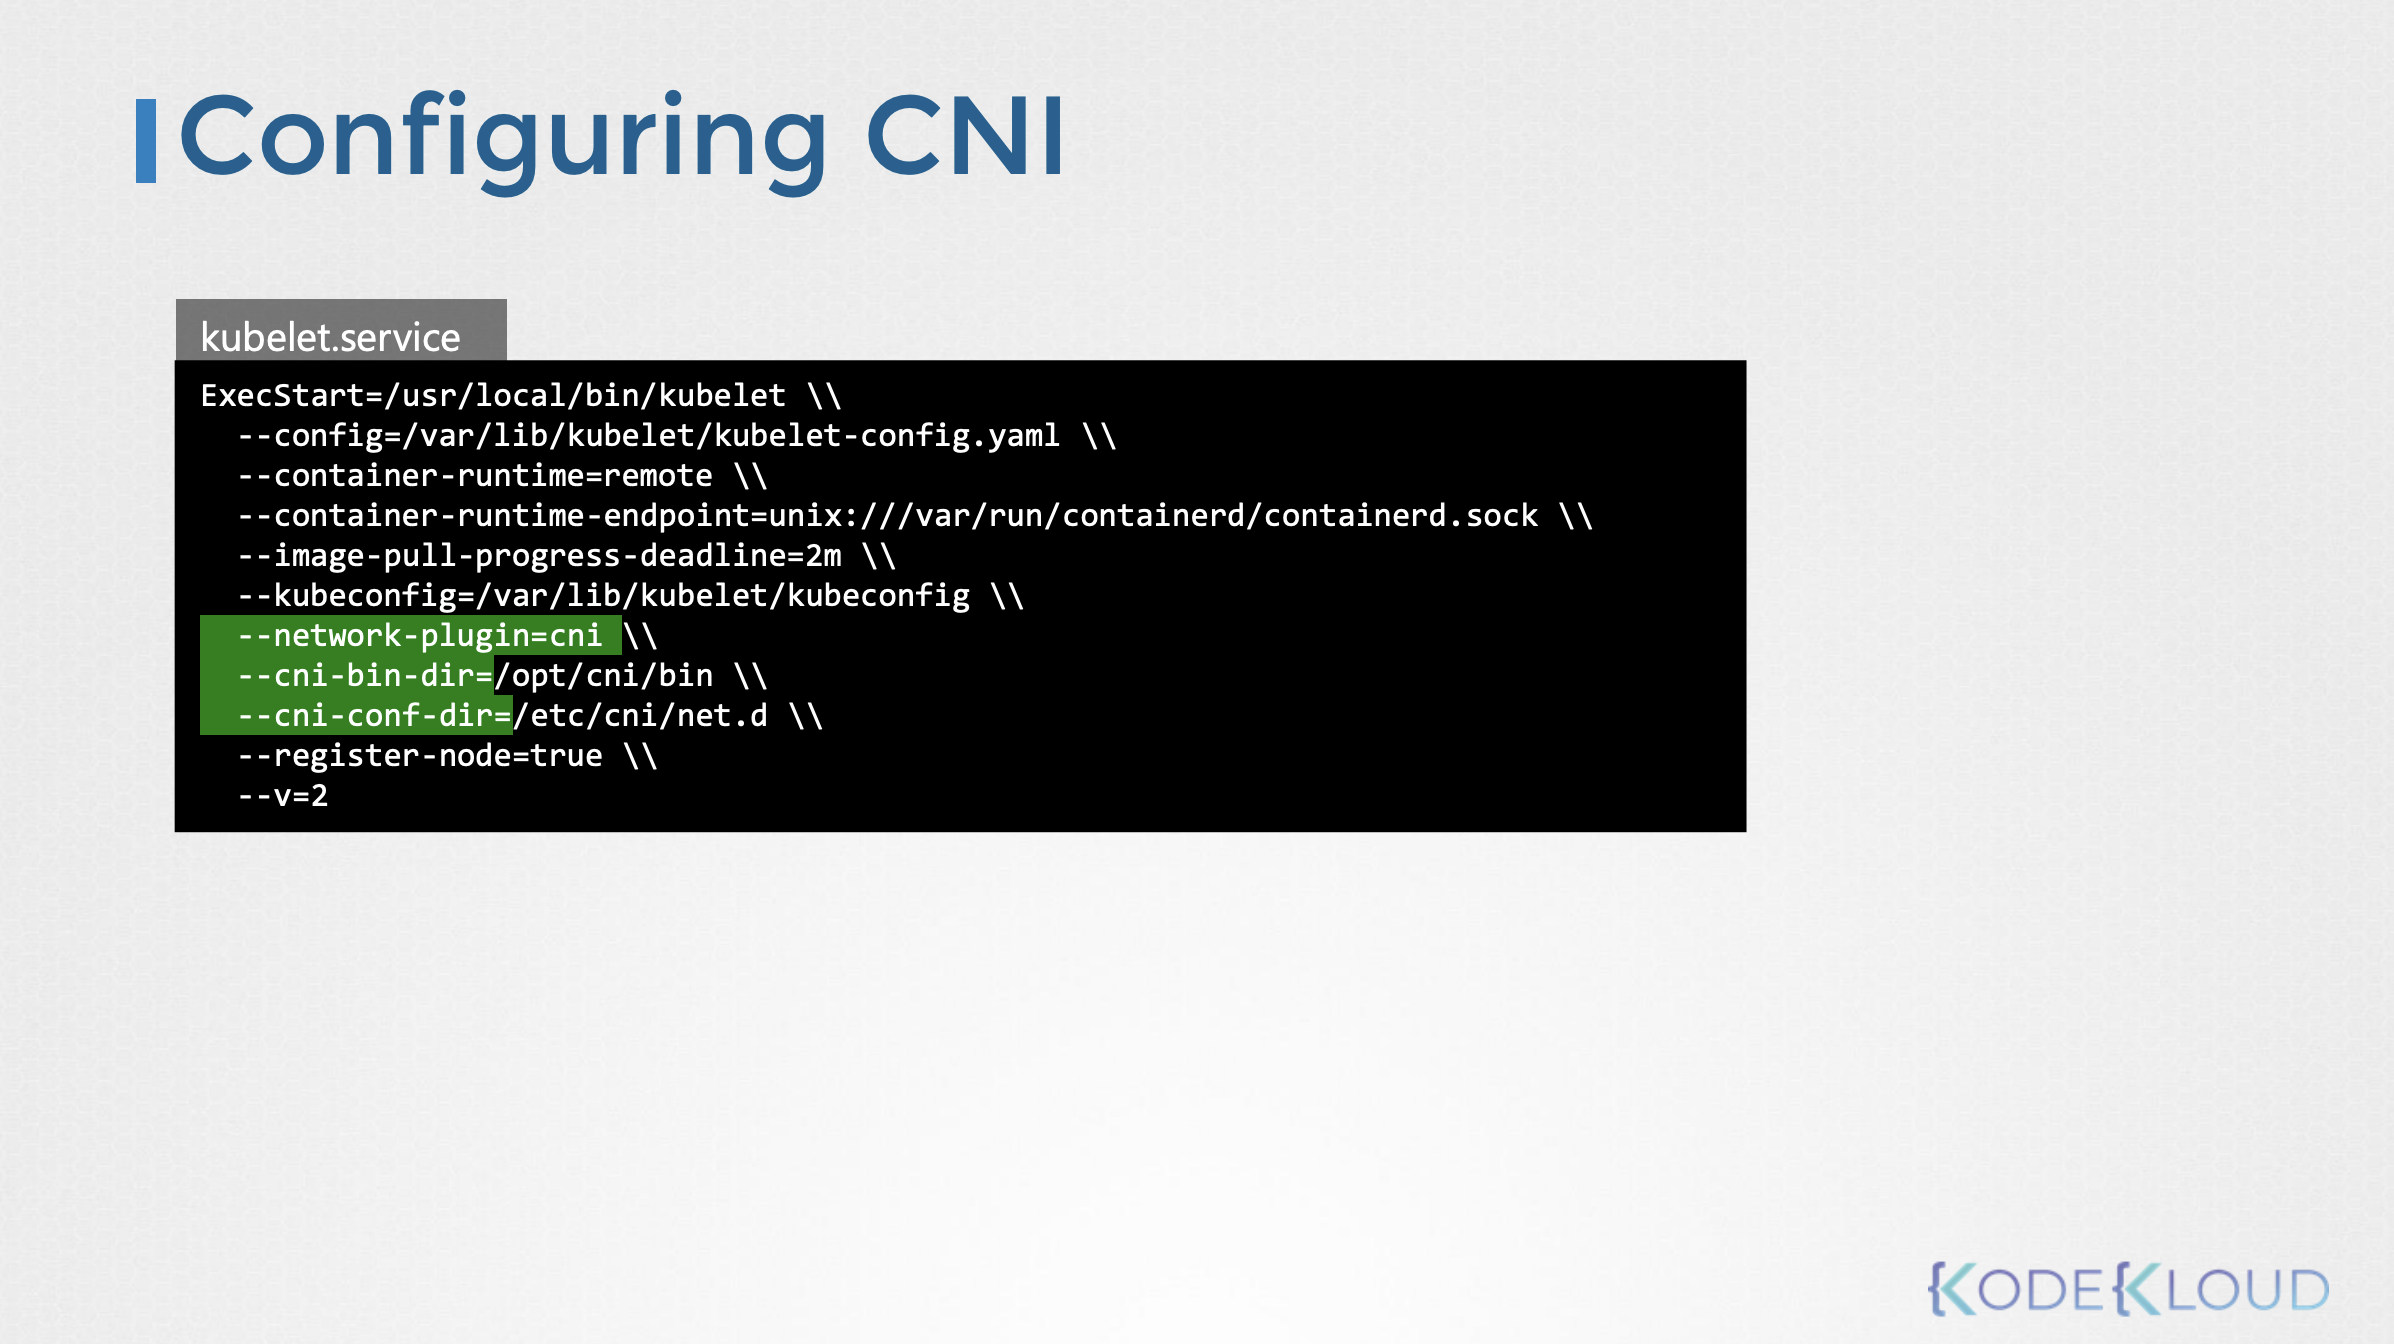 Configuring CNI
kubelet.service
ExecStart=/usr/local/bin/kubelet \\
--config=/var/lib/kubelet/kubelet-config.yaml \\
--container-runtime=remote \\
--container-runtime-endpoint=unix:///var/run/containerd/containerd.sock \\
--image-pull-progress-deadline=2m \\
--kubeconfig=/var/lib/kubelet/kubeconfig \\
--network-plugin=cni \\
--cni-bin-dir=/opt/cni/bin \\
--cni-conf-dir=/etc/cni/net.d \\
--register-node=true \\
--v=2
KODEKLOUD